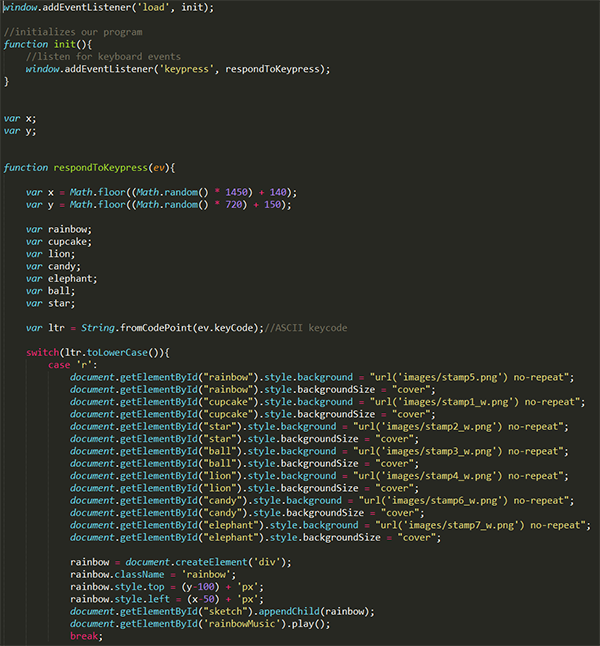 window.addEventListener('load', init);
//initializes our program
function init(){
//listen for keyboard events
window.addEventListener('keypress', respondToKeypress);
}
var x;
var y;
function respondToKeypress(ev){
var x = Math.floor((Math.random() * 1450) + 140);
var y = Math.floor((Math.random() * 720) + 150);
var rainbow;
var cupcake;
var lion;
var candy;
var elephant;
var ball;
var star;
var ltr = String.fromCodePoint(ev.keyCode);//ASCII keycode
switch(ltr.toLowerCase()){
case 'r':
document.getElementById("rainbow").style.background = "url('images/stamp5.png') no-repeat";
document.getElementById("rainbow").style.backgroundSize = "cover";
document.getElementById("cupcake").style.background = "url('images/stamp1_w.png') no-repeat";
document.getElementById("cupcake").style.backgroundSize = "cover";
document.getElementById("star").style.background = "url('images/stamp2_w.png') no-repeat";
document.getElementById("star").style.backgroundSize = "cover";
document.getElementById("ball").style.background = "url('images/stamp3_w.png') no-repeat";
document.getElementById("ball").style.backgroundSize = "cover";
document.getElementById("lion").style.background = "url('images/stamp4_w.png') no-repeat";
document.getElementById("lion").style.backgroundSize = "cover";
document.getElementById("candy").style.background = "url('images/stamp6_w.png') no-repeat";
document.getElementById("candy").style.backgroundSize = "cover";
document.getElementById("elephant").style.background = "url('images/stamp7_w.png') no-repeat";
document.getElementById("elephant").style.backgroundSize = "cover";
rainbow = document.createElement('div');
rainbow.className = 'rainbow';
rainbow.style.top = (y-100) + 'px';
rainbow.style.left = (x-50) + 'px';
document.getElementById("sketch").appendChild(rainbow);
document.getElementById('rainbowMusic').play();
break;